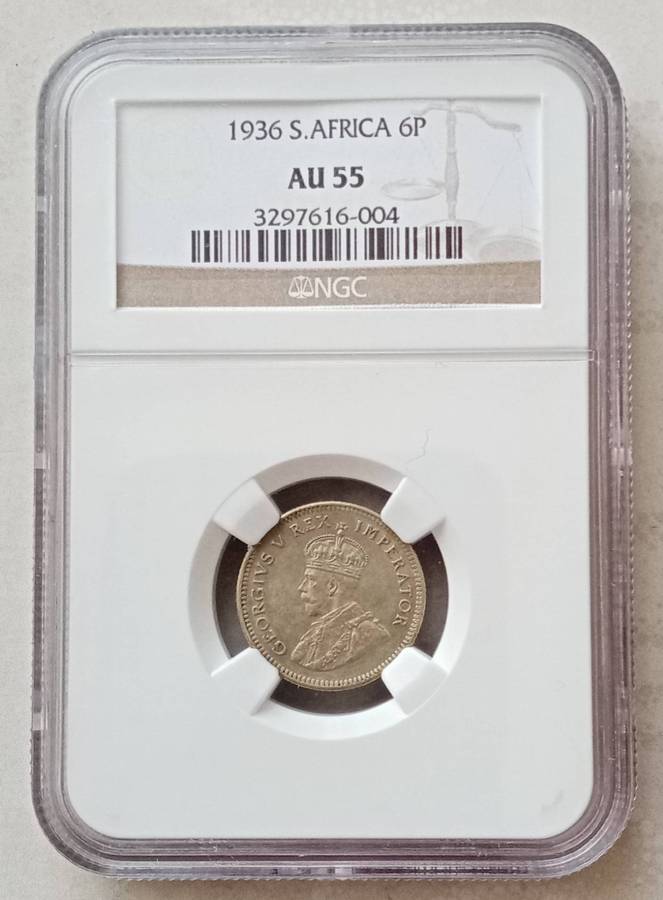 1936 S.AFRICA 6P
AU 55
3297616-004
NGC
GEORGIVS V REX IMPERATOR